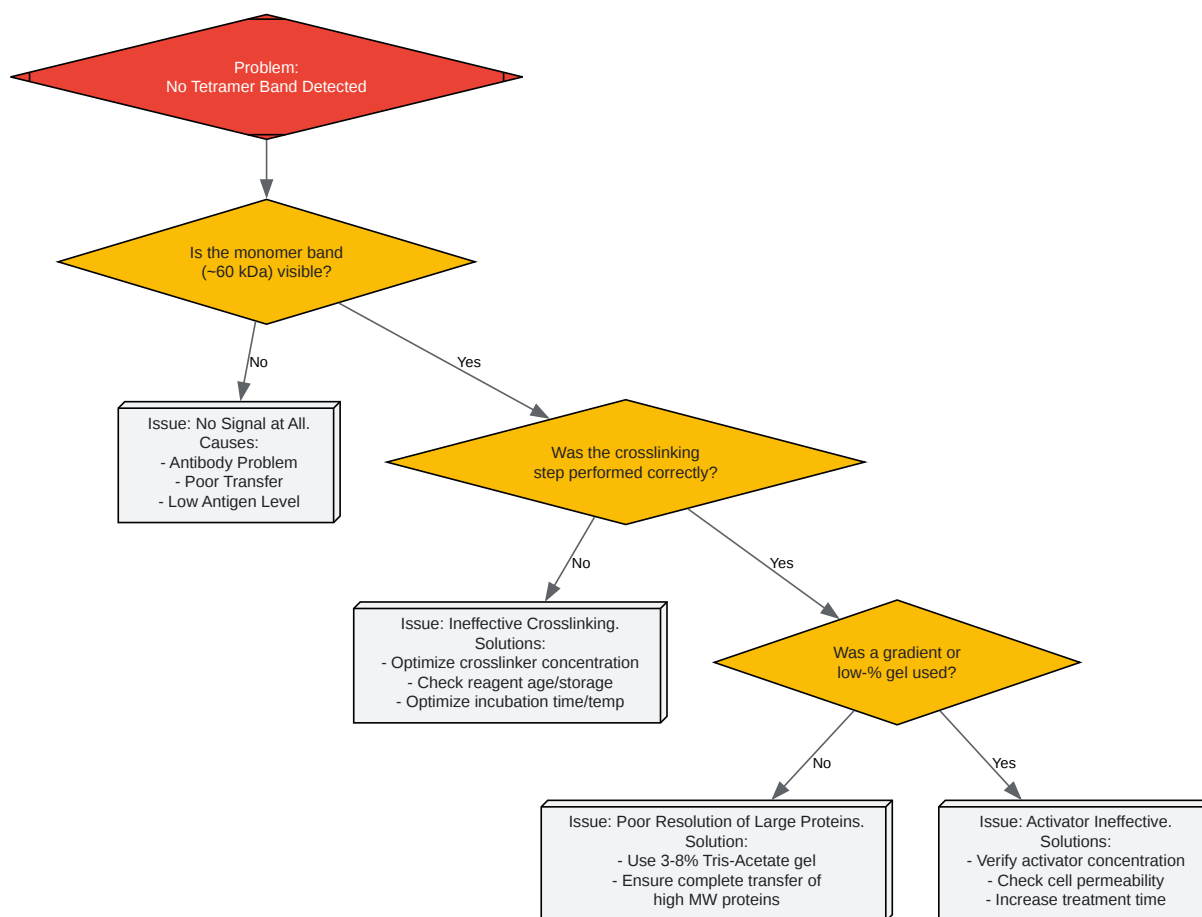 Problem:
No Tetramer Band Detected
Is the monomer band
(~60 kDa) visible?
No
Yes
Issue: No Signal at All.
Causes:
- Antibody Problem
- Poor Transfer
- Low Antigen Level
Was the crosslinking
step performed correctly?
No
Yes
Issue: Ineffective Crosslinking.
Solutions:
- Optimize crosslinker concentration
- Check reagent age/storage
- Optimize incubation time/temp
Was a gradient or
low-% gel used?
No
Yes
Issue: Poor Resolution of Large Proteins.
Solution:
- Use 3-8% Tris-Acetate gel
- Ensure complete transfer of
high MW proteins
Issue: Activator Ineffective.
Solutions:
- Verify activator concentration
- Check cell permeability
- Increase treatment time